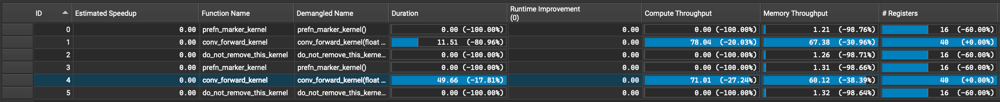 ID Estimated Speedup Function Name Demangled Name Duration Runtime Improvement (0) Compute Throughput Memory Throughput # Registers
0 0.00 prefn_marker_kernel prefn_marker_kernel() 0.00 (-100.00%) 0.00 0.00 (-100.00%) 1.21 (-98.76%) 16 (-60.00%)
1 0.00 conv_forward_kernel conv_forward_kernel(float ... 11.51 (-80.96%) 0.00 78.04 (-20.03%) 67.38 (-30.96%) 40 (+0.00%)
2 0.00 do_not_remove_this_kernel do_not_remove_this_kerne... 0.00 (-100.00%) 0.00 0.00 (-100.00%) 1.26 (-98.71%) 16 (-60.00%)
3 0.00 prefn_marker_kernel prefn_marker_kernel() 0.00 (-100.00%) 0.00 0.00 (-100.00%) 1.31 (-98.66%) 16 (-60.00%)
4 0.00 conv_forward_kernel conv_forward_kernel(float ... 49.66 (-17.81%) 0.00 71.01 (-27.24%) 60.12 (-38.39%) 40 (+0.00%)
5 0.00 do_not_remove_this_kernel do_not_remove_this_kerne... 0.00 (-100.00%) 0.00 0.00 (-100.00%) 1.32 (-98.64%) 16 (-60.00%)